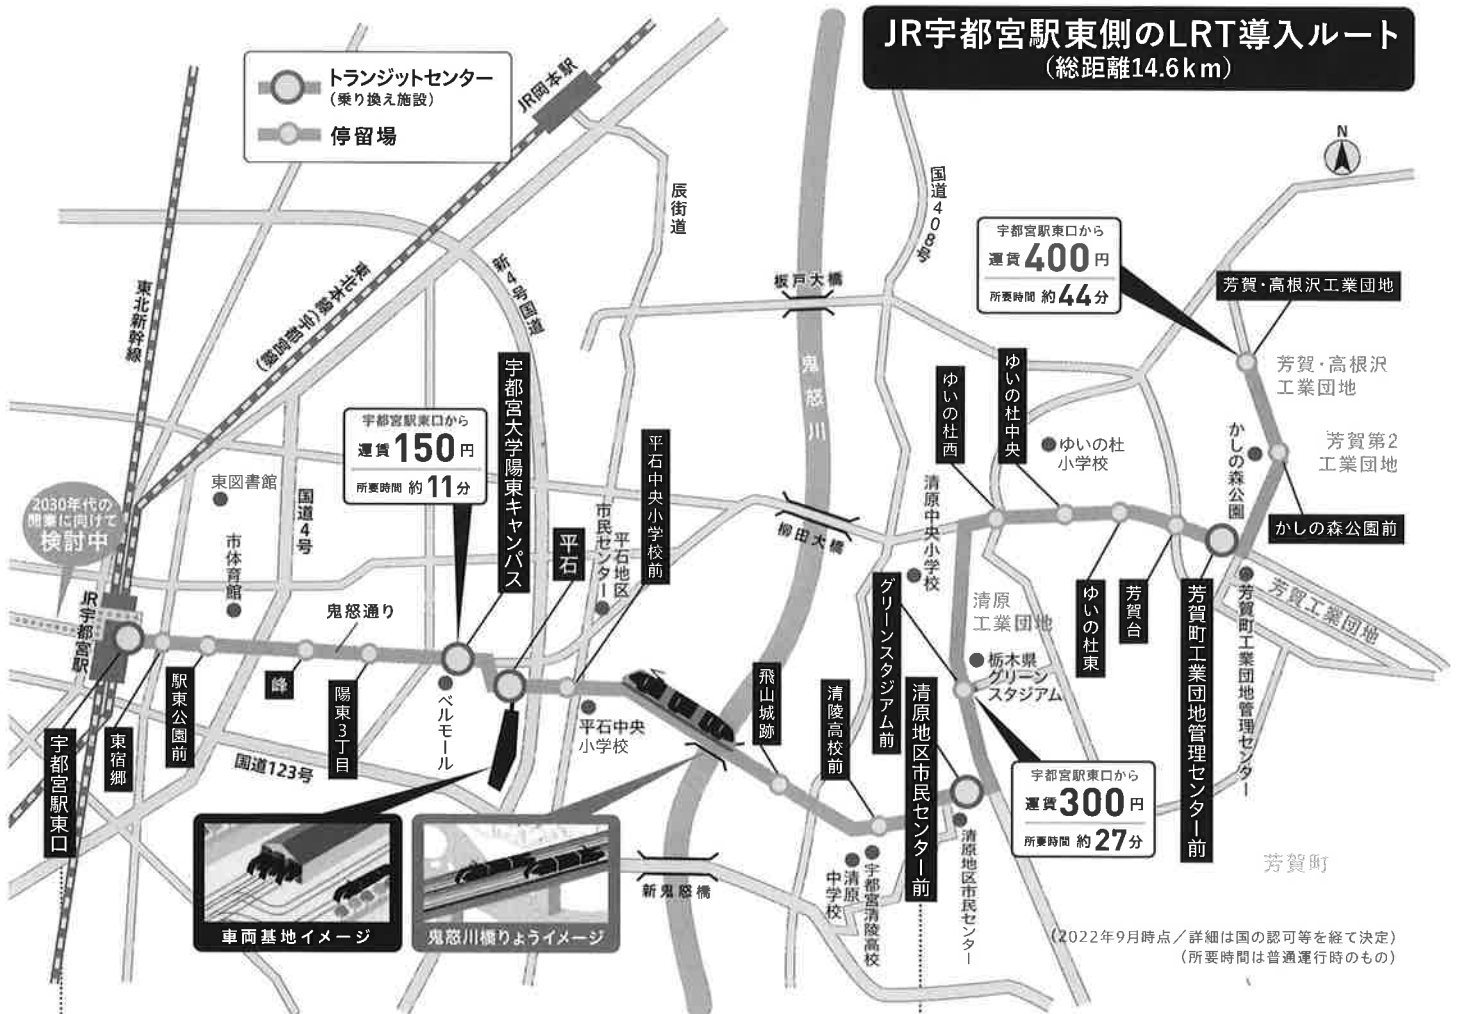 JR宇都宮駅東側のLRT導入ルート
(総距離14.6km)
トランジットセンター
(乗り換え施設)
停留場
N
JR岡本駅
辰街道
国道408号
東北新幹線
東北本線(宇都宮線)
新4号国道
板戸大橋
鬼怒川
宇都宮駅東口から
運賃400円
所要時間 約44分
芳賀・高根沢工業団地
芳賀・高根沢
工業団地
芳賀第2
工業団地
かしの森公園
かしの森公園前
宇都宮駅東口から
運賃150円
所要時間 約11分
宇都宮大学陽東キャンパス
平石
平石地区
市民センター
平石中央小学校前
ゆいの杜西
ゆいの杜中央
ゆいの杜
小学校
清原中央小学校
柳田大橋
東図書館
市体育館
国道4号
2030年代の
開業に向けて
検討中
JR宇都宮駅
鬼怒通り
宇都宮駅東口
東宿郷
駅東公園前
峰
陽東3丁目
ベルモール
国道123号
平石中央
小学校
飛山城跡
清陵高校前
グリーンスタジアム前
清原地区市民センター前
清原
工業団地
栃木県
グリーン
スタジアム
ゆいの杜東
芳賀台
芳賀町工業団地管理センター前
芳賀町工業団地管理センター
芳賀工業団地
宇都宮駅東口から
運賃300円
所要時間 約27分
芳賀町
車両基地イメージ
鬼怒川橋りょうイメージ
新鬼怒橋
清原
中学校
宇都宮清陵高校
清原地区市民センター
(2022年9月時点／詳細は国の認可等を経て決定)
(所要時間は普通運行時のもの)